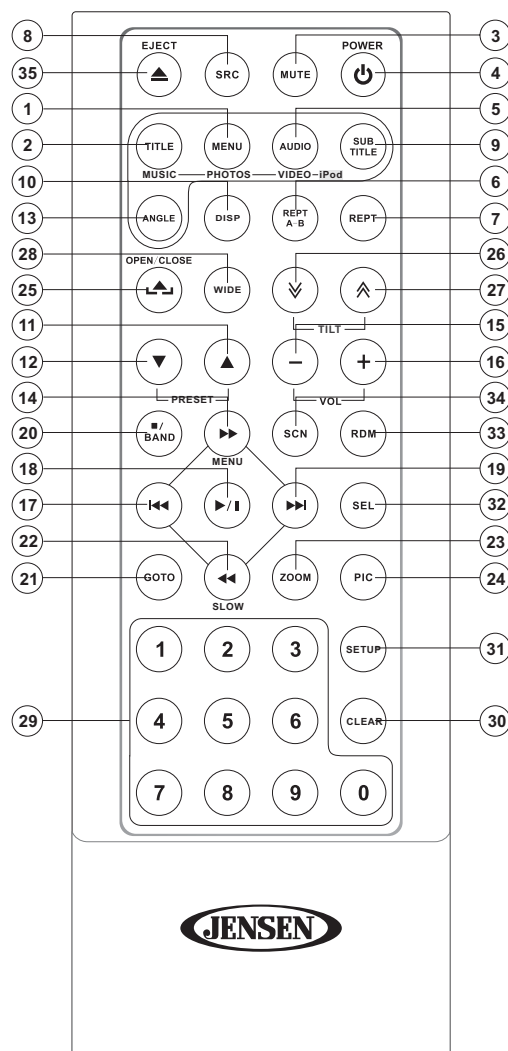 8 3
EJECT POWER
35 SRC MUTE 4
1 5
2 TITLE MENU AUDIO SUB TITLE 9
MUSIC PHOTOS VIDEO iPod
10 6
13 ANGLE DISP REPT A-B REPT 7
28 26
OPEN/CLOSE
25 WIDE 27
11 TILT 15
12 − + 16
14 PRESET VOL 34
20 ■/BAND SCN RDM 33
MENU
18 19
17 SEL 32
22 23
21 GOTO ZOOM PIC 24
SLOW
1 2 3 SETUP 31
29 4 5 6 CLEAR 30
7 8 9 0
JENSEN